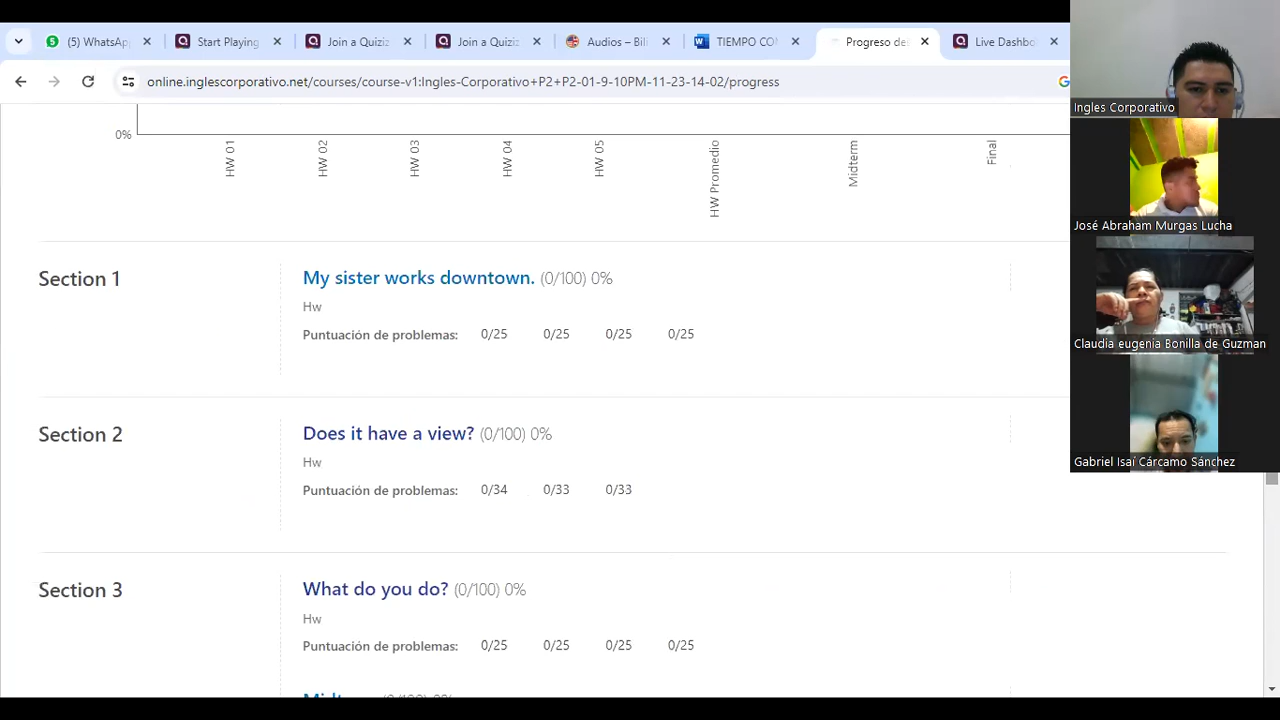 (5) WhatsApp
Start Playing
Join a Quiziz
Join a Quiziz
Audios – Bili
TIEMPO CO
Progreso de
Live Dashbo
online.inglescorporativo.net/courses/course-v1:Ingles-Corporativo+P2+P2-01-9-10PM-11-23-14-02/progress
Ingles Corporativo
José Abraham Murgas Lucha
Claudia eugenía Bonilla de Guzman
Gabriel Isaí Cárcamo Sánchez
0%
HW 01
HW 02
HW 03
HW 04
HW 05
HW Promedio
Midterm
Final
Section 1
My sister works downtown. (0/100) 0%
Hw
Puntuación de problemas: 0/25 0/25 0/25 0/25
Section 2
Does it have a view? (0/100) 0%
Hw
Puntuación de problemas: 0/34 0/33 0/33
Section 3
What do you do? (0/100) 0%
Hw
Puntuación de problemas: 0/25 0/25 0/25 0/25